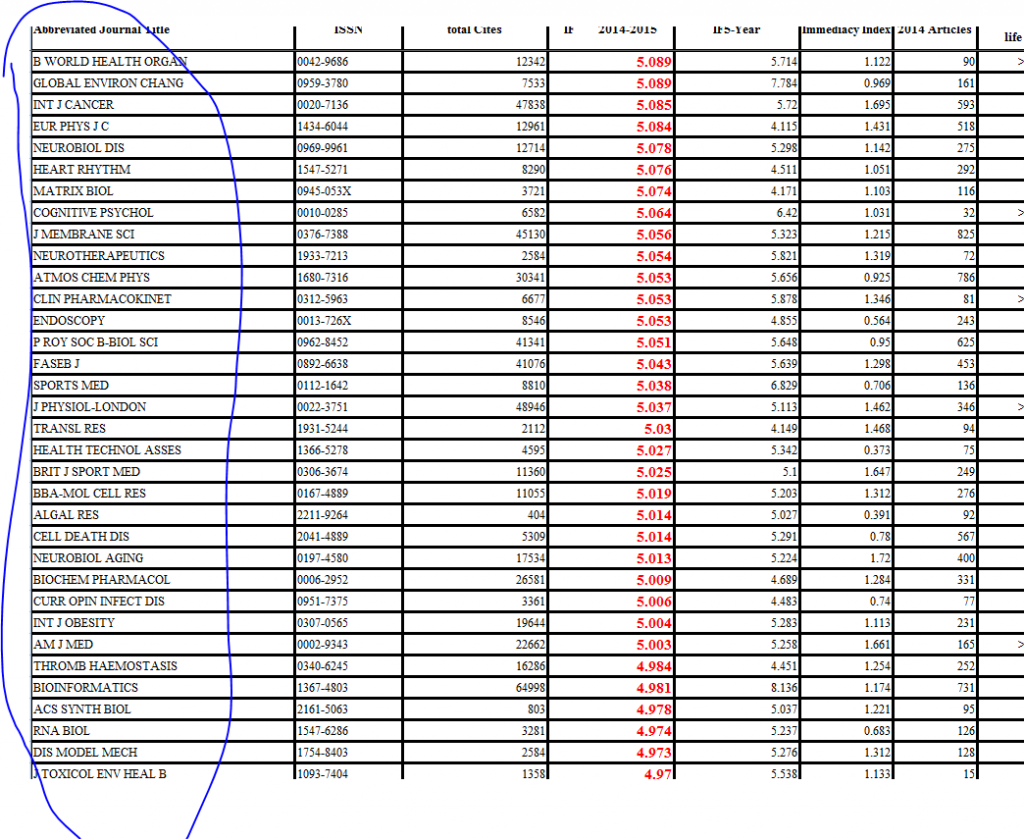 Abbreviated Journal Title ISSN total Cites IF 2014-2015 IF5-Year Immediacy Index 2014 Articles life
B WORLD HEALTH ORGAN 0042-9686 12342 5.089 5.714 1.122 90 >
GLOBAL ENVIRON CHANG 0959-3780 7533 5.089 7.784 0.969 161
INT J CANCER 0020-7136 47838 5.085 5.72 1.695 593
EUR PHYS J C 1434-6044 12961 5.084 4.115 1.431 518
NEUROBIOL DIS 0969-9961 12714 5.078 5.298 1.142 275
HEART RHYTHM 1547-5271 8290 5.076 4.511 1.051 292
MATRIX BIOL 0945-053X 3721 5.074 4.171 1.103 116
COGNITIVE PSYCHOL 0010-0285 6582 5.064 6.42 1.031 32 >
J MEMBRANE SCI 0376-7388 45130 5.056 5.323 1.215 825
NEUROTHERAPEUTICS 1933-7213 2584 5.054 5.821 1.319 72
ATMOS CHEM PHYS 1680-7316 30341 5.053 5.656 0.925 786
CLIN PHARMACOKINET 0312-5963 6677 5.053 5.878 1.346 81 >
ENDOSCOPY 0013-726X 8546 5.053 4.855 0.564 243
P ROY SOC B-BIOL SCI 0962-8452 41341 5.051 5.648 0.95 625
FASEB J 0892-6638 41076 5.043 5.639 1.298 453
SPORTS MED 0112-1642 8810 5.038 6.829 0.706 136
J PHYSIOL-LONDON 0022-3751 48946 5.037 5.113 1.462 346 >
TRANSL RES 1931-5244 2112 5.03 4.149 1.468 94
HEALTH TECHNOL ASSES 1366-5278 4595 5.027 5.342 0.373 75
BRIT J SPORT MED 0306-3674 11360 5.025 5.1 1.647 249
BBA-MOL CELL RES 0167-4889 11055 5.019 5.203 1.312 276
ALGAL RES 2211-9264 404 5.014 5.027 0.391 92
CELL DEATH DIS 2041-4889 5309 5.014 5.291 0.78 567
NEUROBIOL AGING 0197-4580 17534 5.013 5.224 1.72 400
BIOCHEM PHARMACOL 0006-2952 26581 5.009 4.689 1.284 331
CURR OPIN INFECT DIS 0951-7375 3361 5.006 4.483 0.74 77
INT J OBESITY 0307-0565 19644 5.004 5.283 1.113 231
AM J MED 0002-9343 22662 5.003 5.258 1.661 165 >
THROMB HAEMOSTASIS 0340-6245 16286 4.984 4.451 1.254 252
BIOINFORMATICS 1367-4803 64998 4.981 8.136 1.174 731
ACS SYNTH BIOL 2161-5063 803 4.978 5.037 1.221 95
RNA BIOL 1547-6286 3281 4.974 5.237 0.683 126
DIS MODEL MECH 1754-8403 2584 4.973 5.276 1.312 128
J TOXICOL ENV HEAL B 1093-7404 1358 4.97 5.538 1.133 15